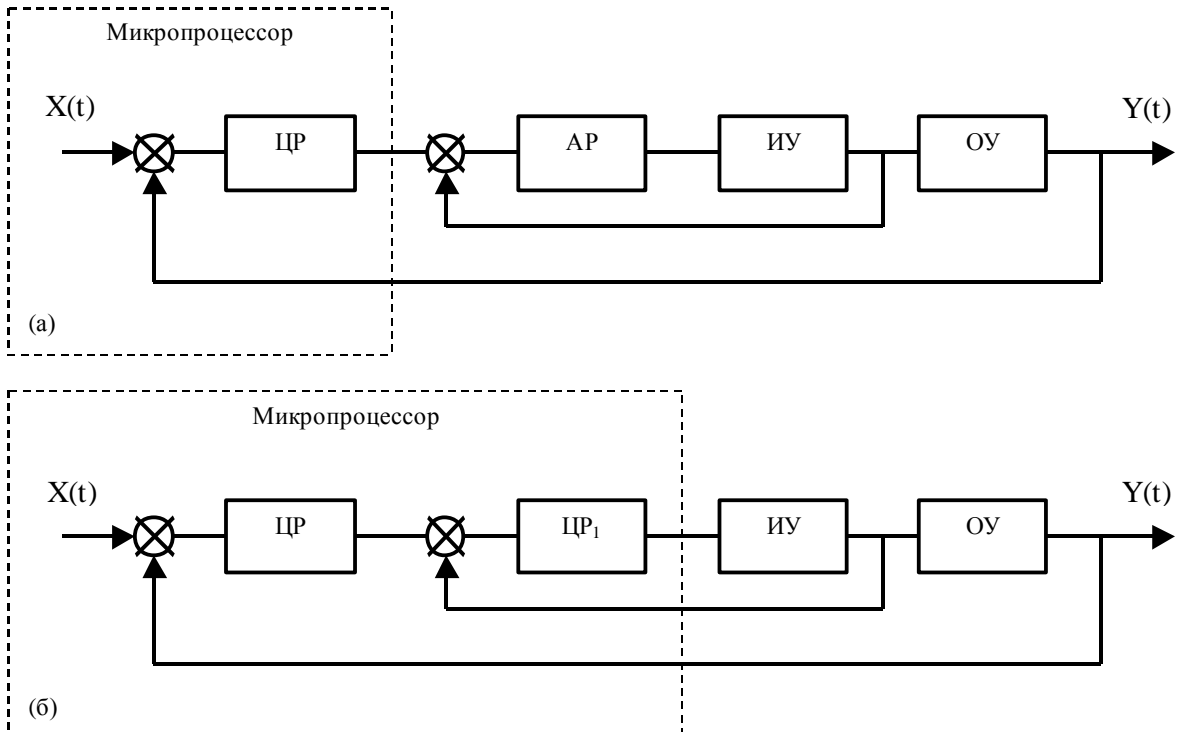 Микропроцессор
X(t)
Y(t)
ЦР
АР
ИУ
ОУ
(а)
Микропроцессор
X(t)
Y(t)
ЦР
ЦР₁
ИУ
ОУ
(б)